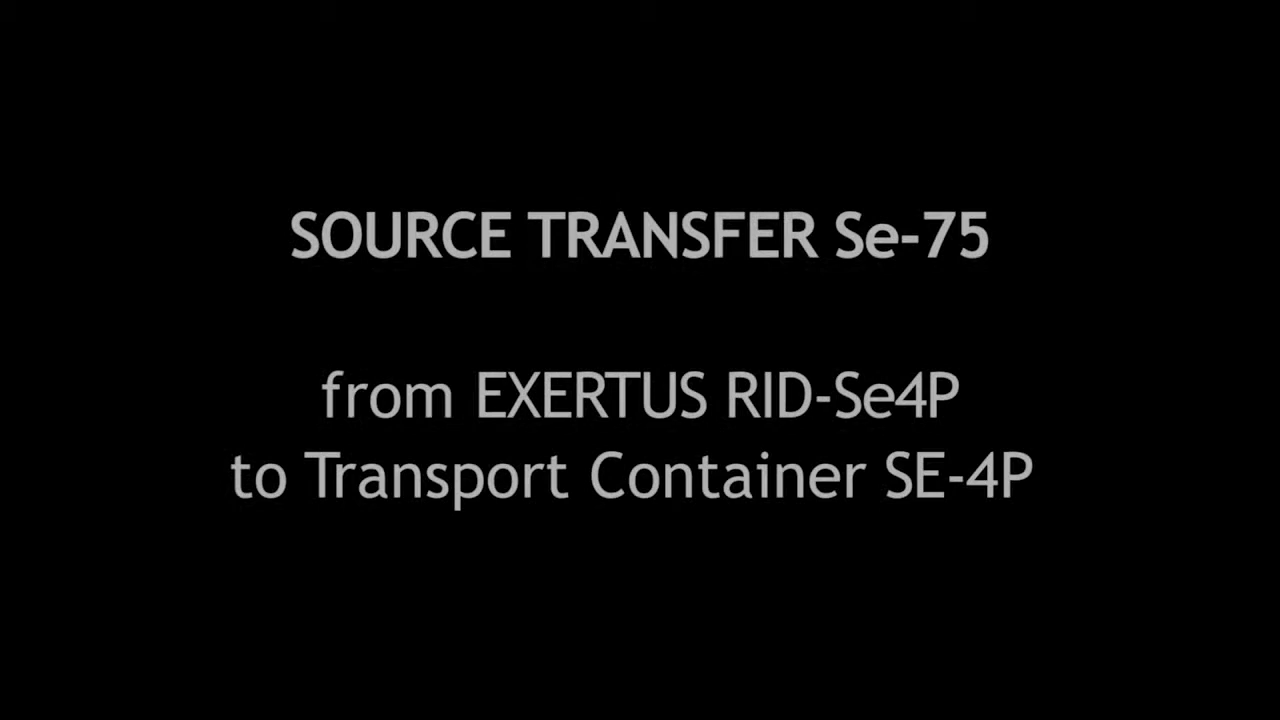 SOURCE TRANSFER Se-75
from EXERTUS RID-Se4P
to Transport Container SE-4P